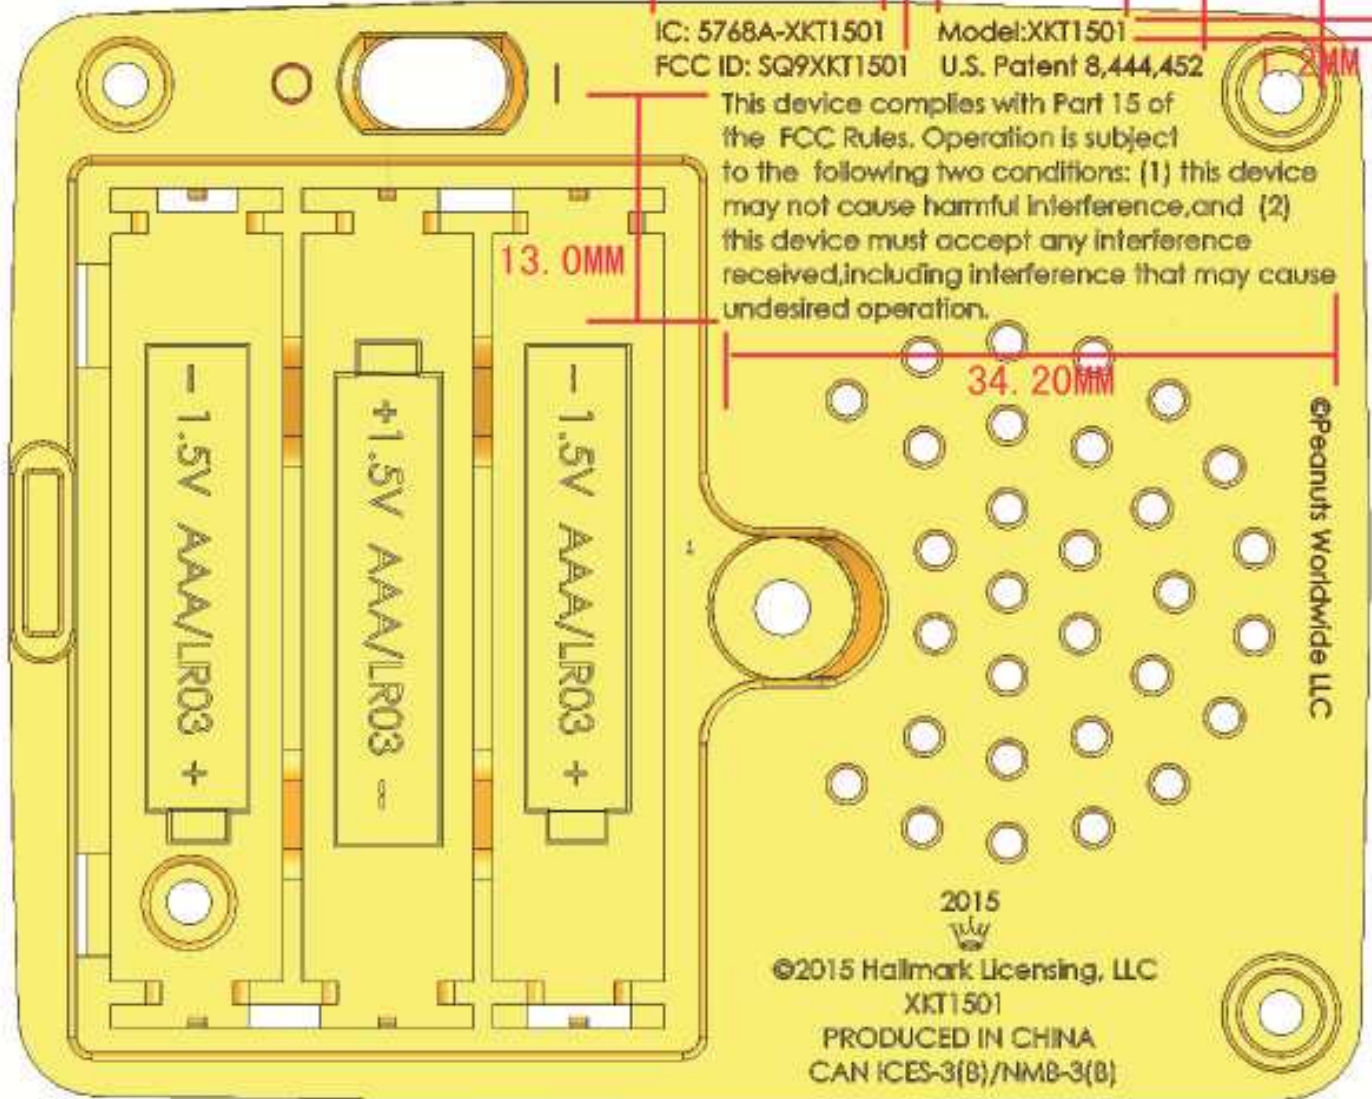 IC: 5768A-XKT1501
Model:XKT1501
FCC ID: SQ9XKT1501
U.S. Patent 8,444,452
1.2MM
This device complies with Part 15 of
the FCC Rules. Operation is subject
to the following two conditions: (1) this device
may not cause harmful interference,and (2)
this device must accept any interference
received,including interference that may cause
undesired operation.
13.0MM
34.20MM
- 1.5V AAA/LR03 +
+1.5V AAA/LR03 -
- 1.5V AAA/LR03 +
1
©Peanuts Worldwide LLC
2015
©2015 Hallmark Licensing, LLC
XKT1501
PRODUCED IN CHINA
CAN ICES-3(B)/NMB-3(B)